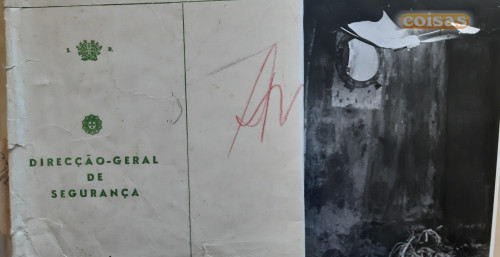 S. R.
DIRECÇÃO-GERAL
DE
SEGURANÇA
coisas